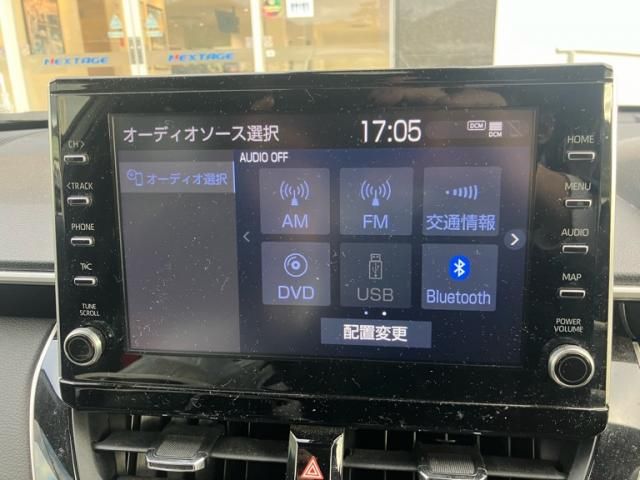 NEXTAGE NEXTAGE NEXTAGE
オーディオソース選択 17:05 DCM DCM
AUDIO OFF
オーディオ選択
AM FM 交通情報
DVD USB Bluetooth
配置変更
CH>
<TRACK
PHONE
T/C
TUNE
SCROLL
HOME
MENU
AUDIO
MAP
POWER
VOLUME